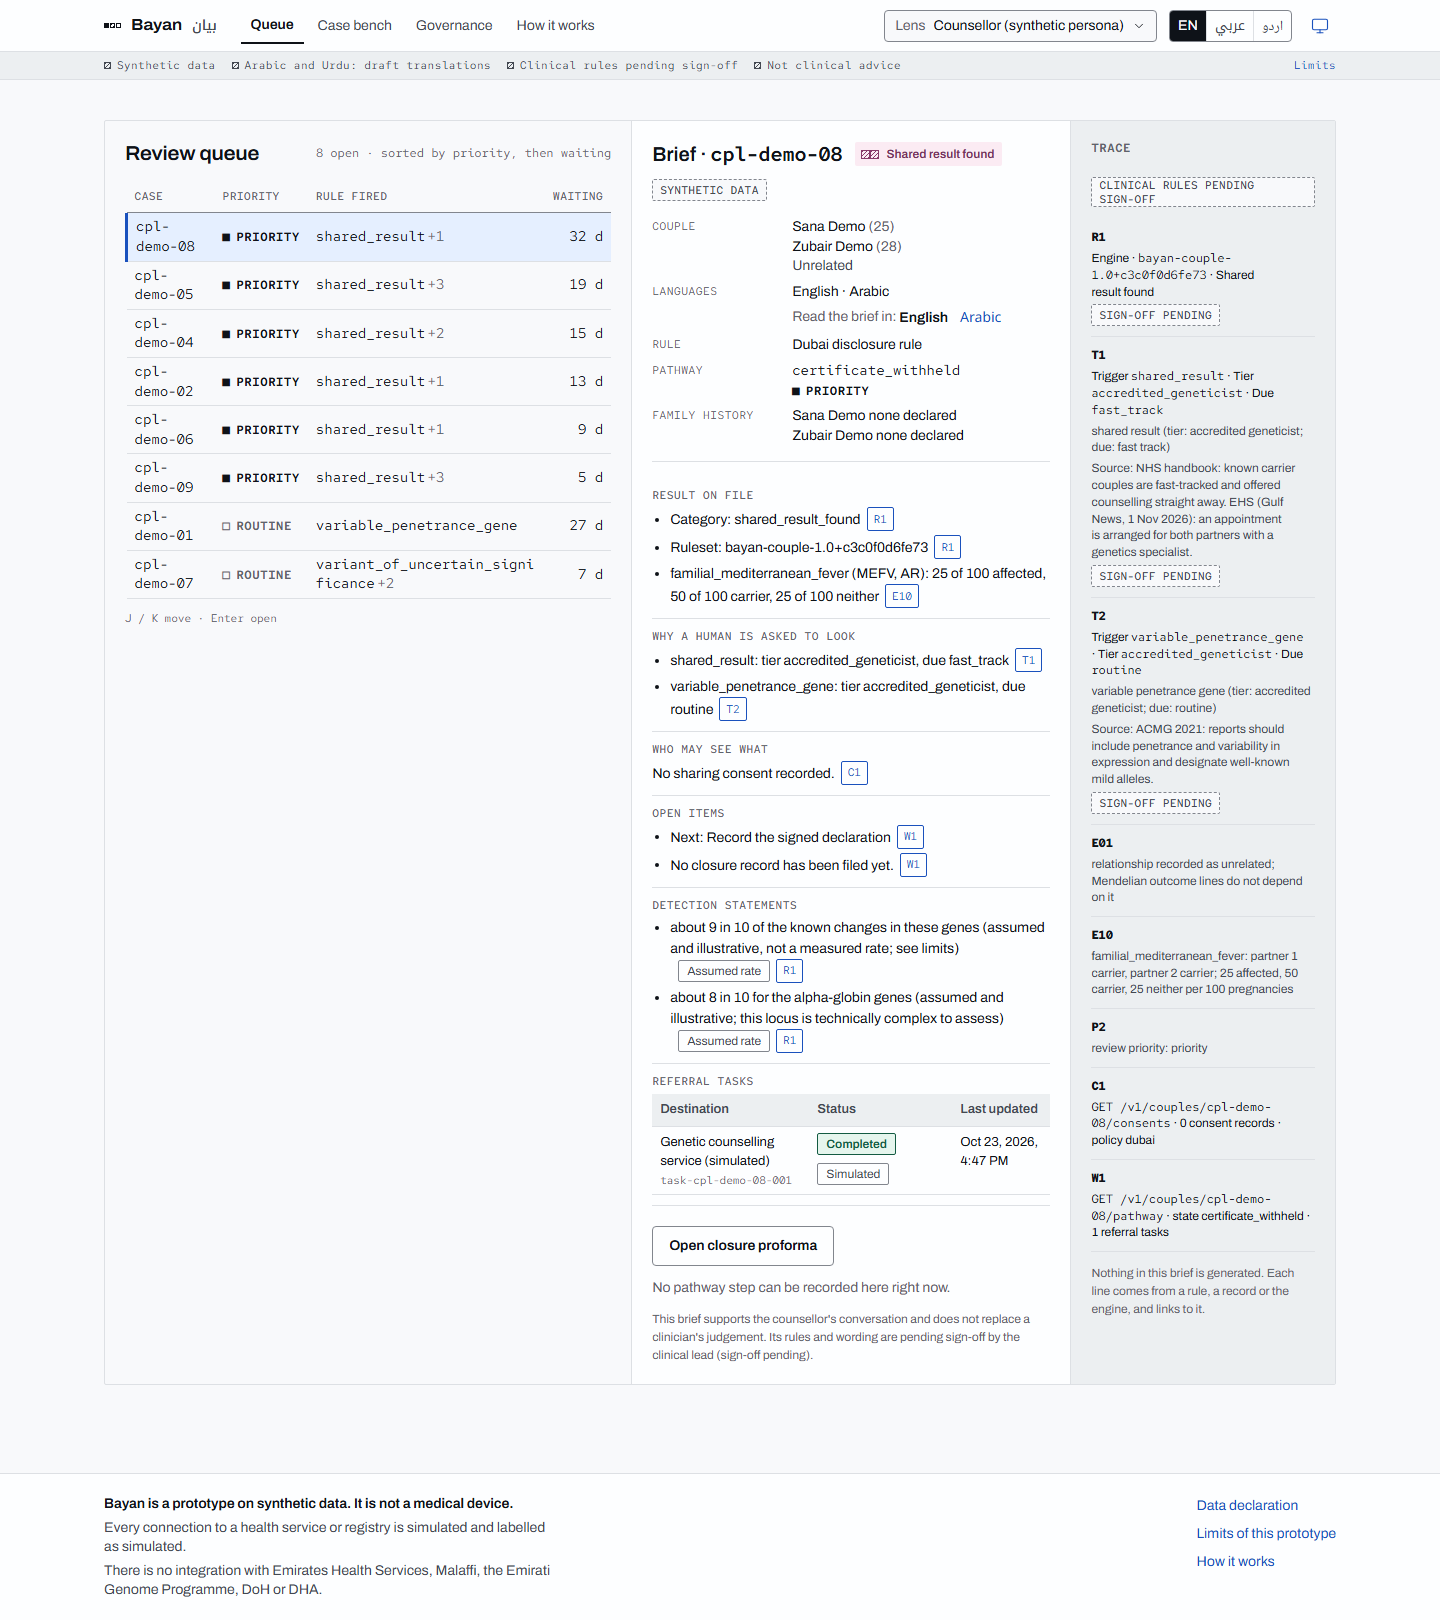 Bayan بيان Queue Case bench Governance How it works Lens Counsellor (synthetic persona) EN عربي اردو
Synthetic data Arabic and Urdu: draft translations Clinical rules pending sign-off Not clinical advice Limits
Review queue 8 open · sorted by priority, then waiting
CASE PRIORITY RULE FIRED WAITING
cpl-
demo-08 PRIORITY shared_result +1 32 d
cpl-
demo-05 PRIORITY shared_result +3 19 d
cpl-
demo-04 PRIORITY shared_result +2 15 d
cpl-
demo-02 PRIORITY shared_result +1 13 d
cpl-
demo-06 PRIORITY shared_result +1 9 d
cpl-
demo-09 PRIORITY shared_result +3 5 d
cpl-
demo-01 ROUTINE variable_penetrance_gene 27 d
cpl-
demo-07 ROUTINE variant_of_uncertain_signi
ficance +2 7 d
J / K move · Enter open
Brief · cpl-demo-08 Shared result found
SYNTHETIC DATA
COUPLE Sana Demo (25)
Zubair Demo (28)
Unrelated
LANGUAGES English · Arabic
Read the brief in: English Arabic
RULE Dubai disclosure rule
PATHWAY certificate_withheld
PRIORITY
FAMILY HISTORY Sana Demo none declared
Zubair Demo none declared
RESULT ON FILE
• Category: shared_result_found R1
• Ruleset: bayan-couple-1.0+c3c0f0d6fe73 R1
• familial_mediterranean_fever (MEFV, AR): 25 of 100 affected,
50 of 100 carrier, 25 of 100 neither E10
WHY A HUMAN IS ASKED TO LOOK
• shared_result: tier accredited_geneticist, due fast_track T1
• variable_penetrance_gene: tier accredited_geneticist, due
routine T2
WHO MAY SEE WHAT
No sharing consent recorded. C1
OPEN ITEMS
• Next: Record the signed declaration W1
• No closure record has been filed yet. W1
DETECTION STATEMENTS
• about 9 in 10 of the known changes in these genes (assumed
and illustrative, not a measured rate; see limits)
Assumed rate R1
• about 8 in 10 for the alpha-globin genes (assumed and
illustrative; this locus is technically complex to assess)
Assumed rate R1
REFERRAL TASKS
Destination Status Last updated
Genetic counselling Completed Oct 23, 2026,
service (simulated) 4:47 PM
task-cpl-demo-08-001 Simulated
Open closure proforma
No pathway step can be recorded here right now.
This brief supports the counsellor's conversation and does not replace a
clinician's judgement. Its rules and wording are pending sign-off by the
clinical lead (sign-off pending).
TRACE
CLINICAL RULES PENDING
SIGN-OFF
R1
Engine · bayan-couple-
1.0+c3c0f0d6fe73 · Shared
result found
SIGN-OFF PENDING
T1
Trigger shared_result · Tier
accredited_geneticist · Due
fast_track
shared result (tier: accredited geneticist;
due: fast track)
Source: NHS handbook: known carrier
couples are fast-tracked and offered
counselling straight away. EHS (Gulf
News, 1 Nov 2026): an appointment
is arranged for both partners with a
genetics specialist.
SIGN-OFF PENDING
T2
Trigger variable_penetrance_gene
· Tier accredited_geneticist · Due
routine
variable penetrance gene (tier: accredited
geneticist; due: routine)
Source: ACMG 2021: reports should
include penetrance and variability in
expression and designate well-known
mild alleles.
SIGN-OFF PENDING
E01
relationship recorded as unrelated;
Mendelian outcome lines do not depend
on it
E10
familial_mediterranean_fever: partner 1
carrier, partner 2 carrier; 25 affected, 50
carrier, 25 neither per 100 pregnancies
P2
review priority: priority
C1
GET /v1/couples/cpl-demo-
08/consents · 0 consent records ·
policy dubai
W1
GET /v1/couples/cpl-demo-
08/pathway · state certificate_withheld ·
1 referral tasks
Nothing in this brief is generated. Each
line comes from a rule, a record or the
engine, and links to it.
Bayan is a prototype on synthetic data. It is not a medical device.
Every connection to a health service or registry is simulated and labelled
as simulated.
There is no integration with Emirates Health Services, Malaffi, the Emirati
Genome Programme, DoH or DHA.
Data declaration
Limits of this prototype
How it works